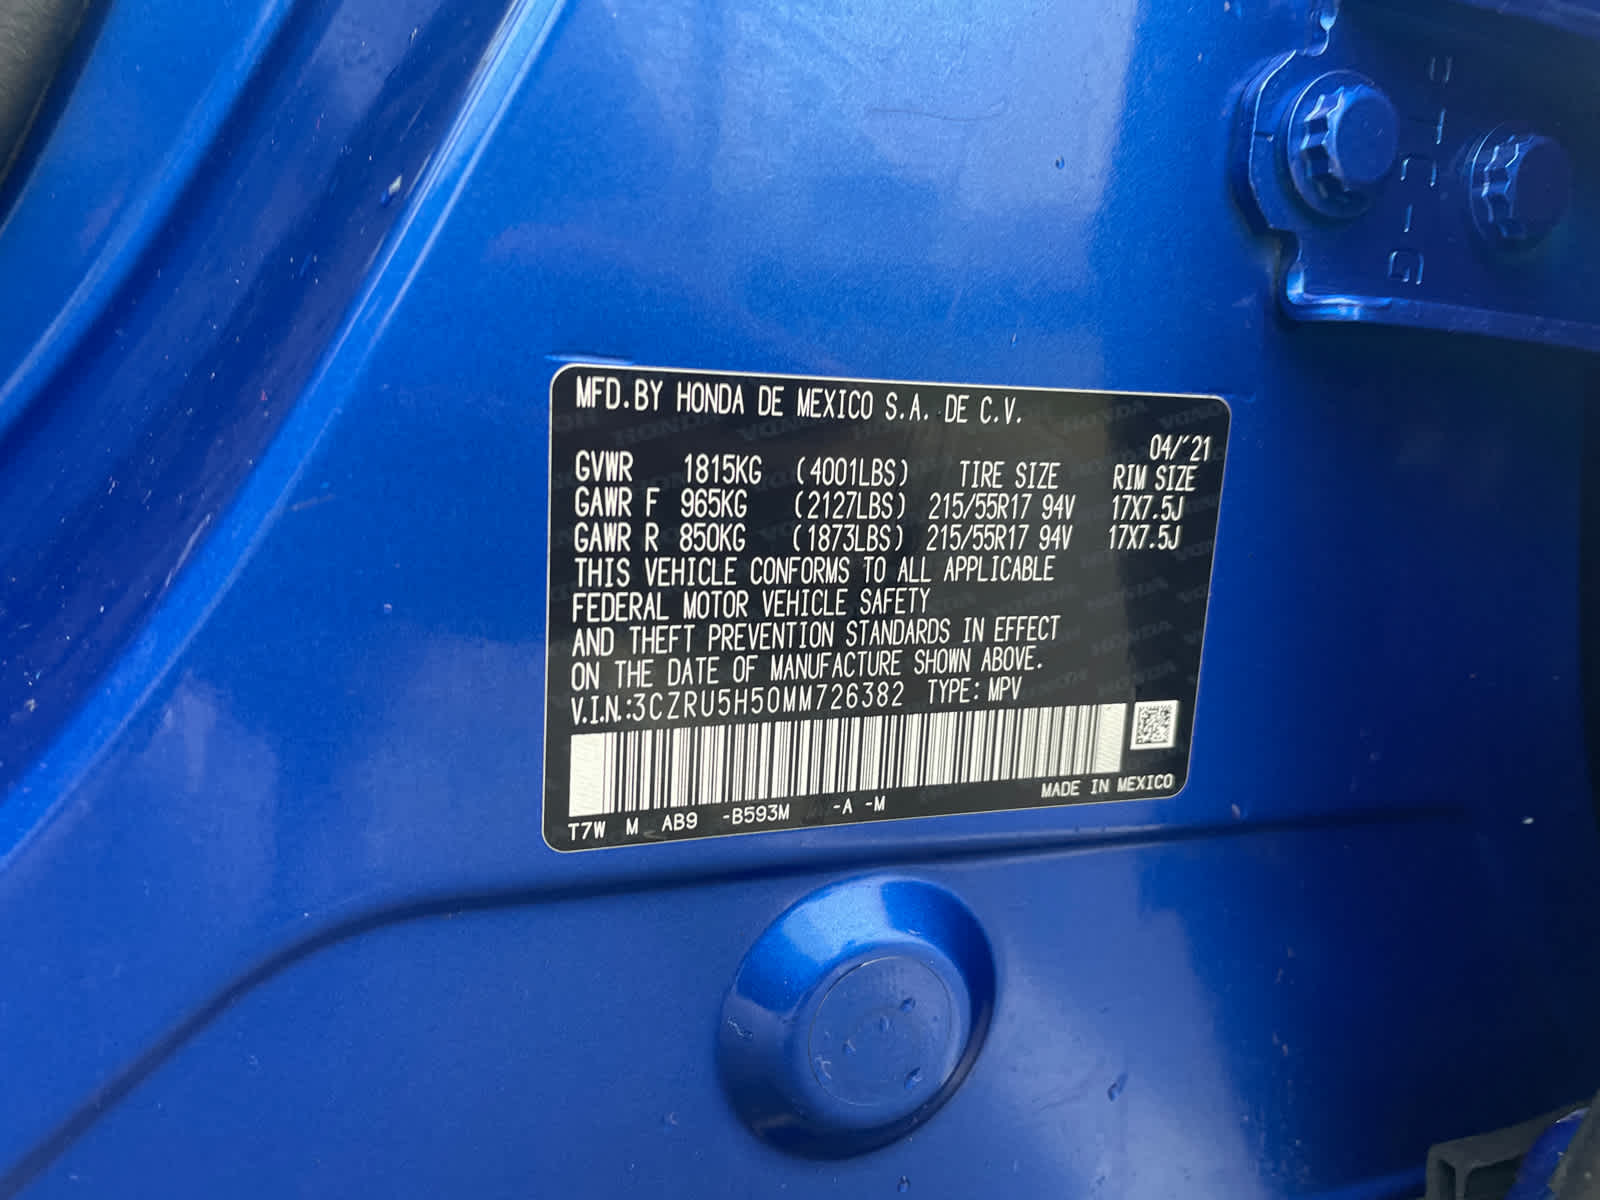 MFD.BY HONDA DE MEXICO S.A. DE C.V.
04/'21
GVWR 1815KG (4001LBS) TIRE SIZE RIM SIZE
GAWR F 965KG (2127LBS) 215/55R17 94V 17X7.5J
GAWR R 850KG (1873LBS) 215/55R17 94V 17X7.5J
THIS VEHICLE CONFORMS TO ALL APPLICABLE
FEDERAL MOTOR VEHICLE SAFETY
AND THEFT PREVENTION STANDARDS IN EFFECT
ON THE DATE OF MANUFACTURE SHOWN ABOVE.
V.I.N.:3CZRU5H50MM726382 TYPE: MPV
MADE IN MEXICO
T7W M AB9 -B593M -A -M